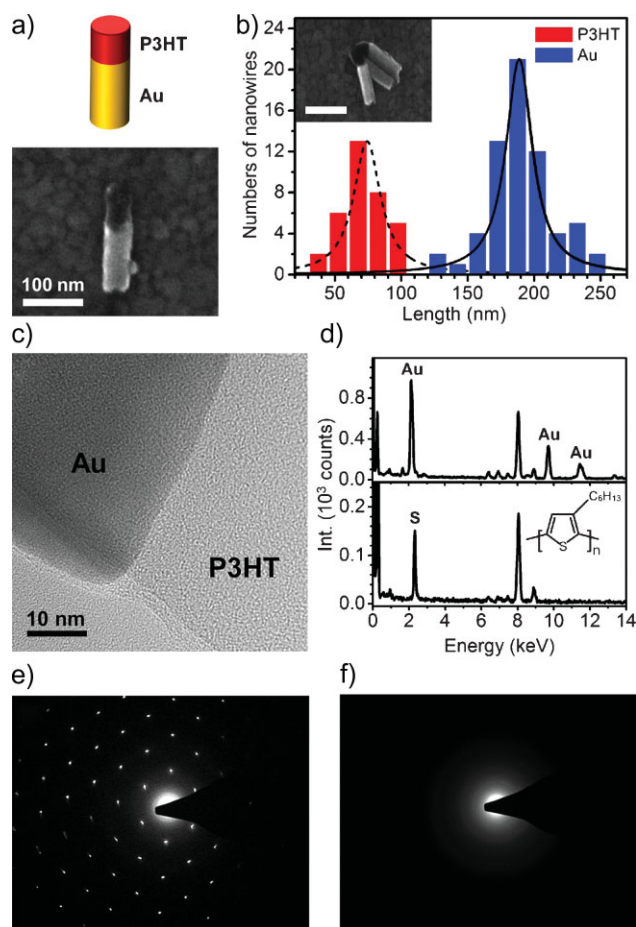 a)
P3HT
Au
100 nm
b)
P3HT
Au
Numbers of nanowires
24
20
16
12
8
4
0
50 100 150 200 250
Length (nm)
c)
Au
P3HT
10 nm
d)
Au
Au
Au
0.8
0.4
0.0
S
C6H13
S
n
0.2
0.1
0.0
Int. (10³ counts)
0 2 4 6 8 10 12 14
Energy (keV)
e)
f)